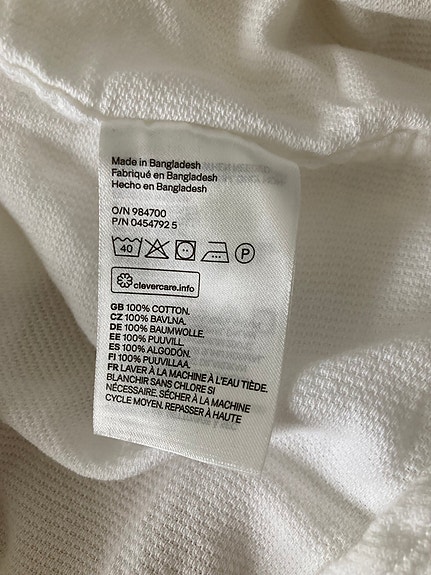 Made in Bangladesh
Fabriqué en Bangladesh
Hecho en Bangladesh
O/N 984700
P/N 0454792 5
40
P
clevercare.info
GB 100% COTTON.
CZ 100% BAVLNA.
DE 100% BAUMWOLLE.
EE 100% PUUVILL.
ES 100% ALGODÓN.
FI 100% PUUVILLAA.
FR LAVER À LA MACHINE À L'EAU TIÈDE.
BLANCHIR SANS CHLORE SI
NÉCESSAIRE. SÉCHER À LA MACHINE
CYCLE MOYEN. REPASSER À HAUTE